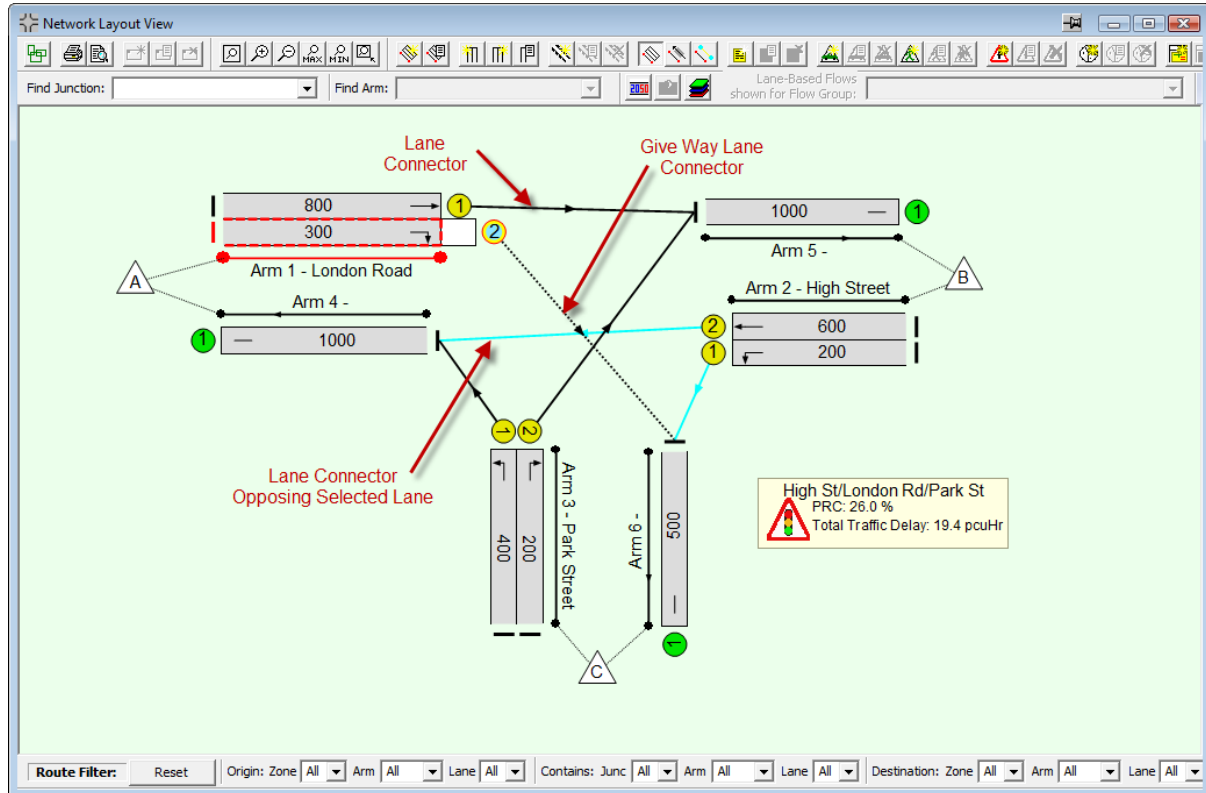 Network Layout View
MAX MIN
Find Junction: Find Arm: 2050 Lane-Based Flows
shown for Flow Group:
Lane
Connector
Give Way Lane
Connector
800 1
300 2
Arm 1 - London Road
A
1000 1
Arm 5 -
B
Arm 4 -
1 1000
Arm 2 - High Street
2 600
1 200
Lane Connector
Opposing Selected Lane
1 2
400 200
Arm 3 - Park Street
Arm 6 -
500
1
C
High St/London Rd/Park St
PRC: 26.0 %
Total Traffic Delay: 19.4 pcuHr
Route Filter: Reset Origin: Zone All Arm All Lane All Contains: Junc All Arm All Lane All Destination: Zone All Arm All Lane All